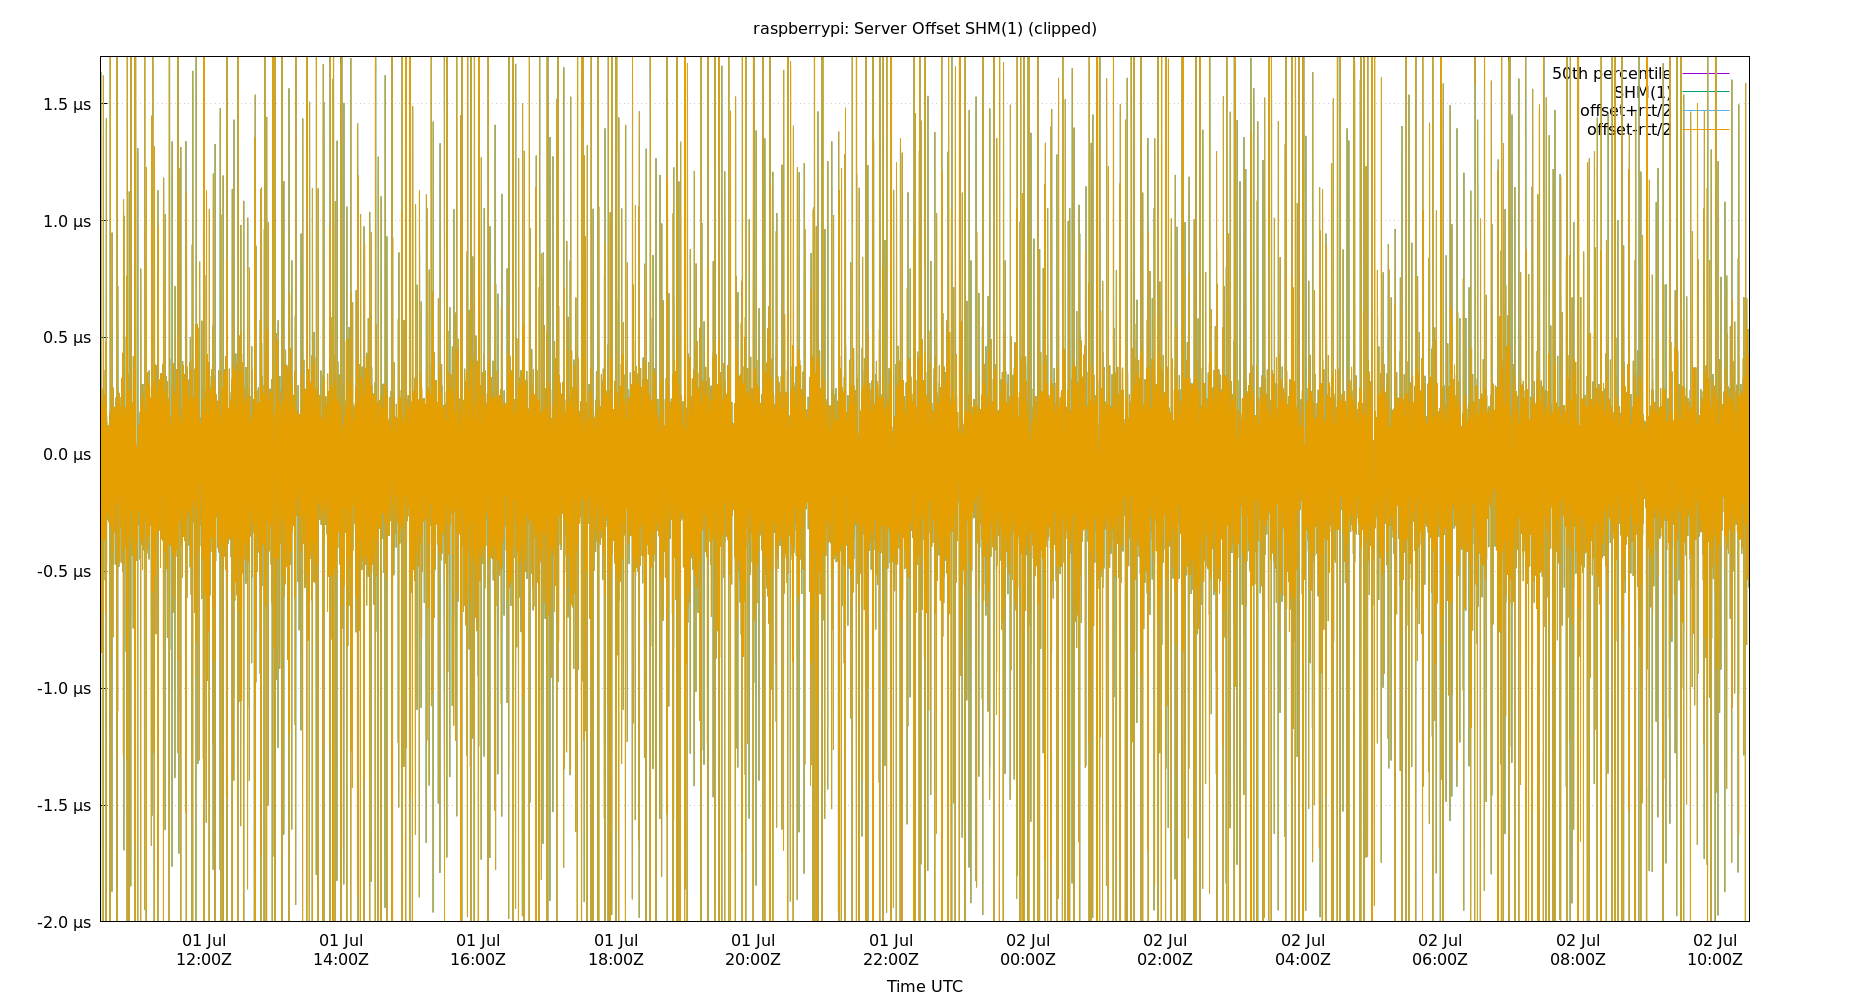 raspberrypi: Server Offset SHM(1) (clipped)
50th percentile
SHM(1)
offset+rtt/2
offset-rtt/2
1.5 µs
1.0 µs
0.5 µs
0.0 µs
-0.5 µs
-1.0 µs
-1.5 µs
-2.0 µs
01 Jul 01 Jul 01 Jul 01 Jul 01 Jul 01 Jul 02 Jul 02 Jul 02 Jul 02 Jul 02 Jul 02 Jul
12:00Z 14:00Z 16:00Z 18:00Z 20:00Z 22:00Z 00:00Z 02:00Z 04:00Z 06:00Z 08:00Z 10:00Z
Time UTC